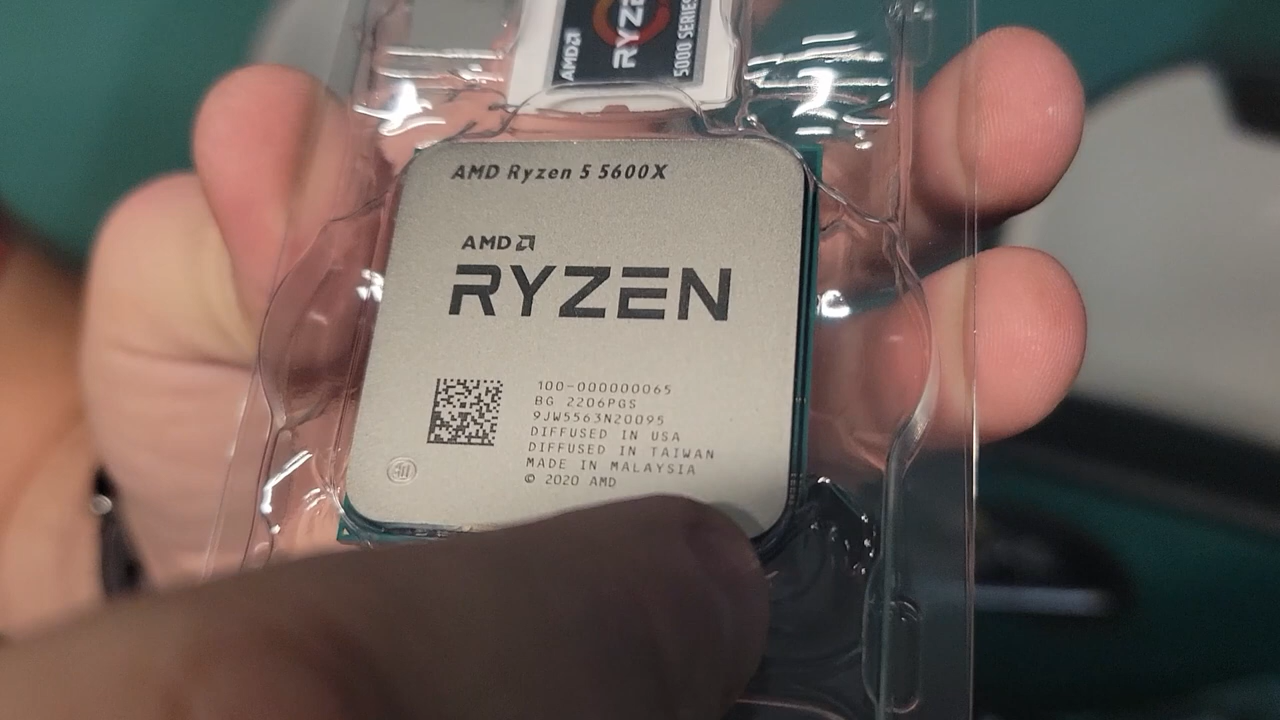 AMD
RYZE
5000 SERIES
AMD Ryzen 5 5600X
AMD
RYZEN
100-000000065
BG 2206PGS
9JW5563N20095
DIFFUSED IN USA
DIFFUSED IN TAIWAN
MADE IN MALAYSIA
© 2020 AMD